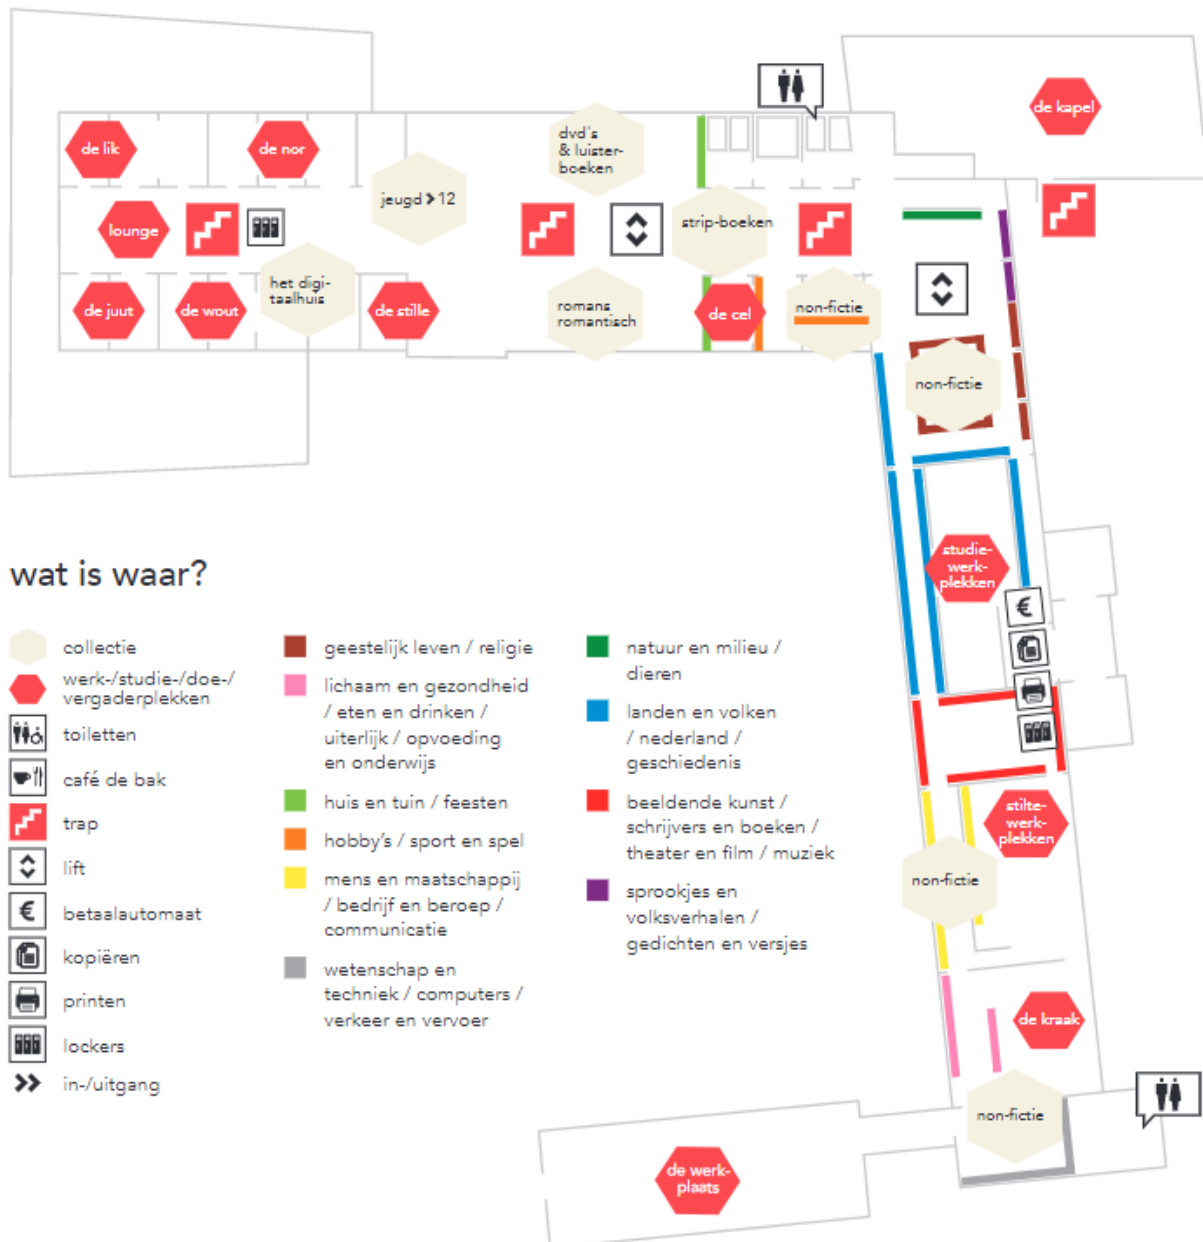 de kapel
dvd's
& luister-
boeken
de lik
de nor
jeugd > 12
strip-boeken
lounge
het digi-
taalhuis
romans
romantisch
non-fictie
de juut
de wout
de stille
de cel
non-fictie
studie-
werk-
plekken
€
stilte-
werk-
plekken
non-fictie
de kraak
non-fictie
de werk-
plaats
wat is waar?
collectie
werk-/studie-/doe-/
vergaderplekken
toiletten
café de bak
trap
lift
€
betaalautomaat
kopiëren
printen
lockers
in-/uitgang
geestelijk leven / religie
lichaam en gezondheid
/ eten en drinken /
uiterlijk / opvoeding
en onderwijs
huis en tuin / feesten
hobby's / sport en spel
mens en maatschappij
/ bedrijf en beroep /
communicatie
wetenschap en
techniek / computers /
verkeer en vervoer
natuur en milieu /
dieren
landen en volken
/ nederland /
geschiedenis
beeldende kunst /
schrijvers en boeken /
theater en film / muziek
sprookjes en
volksverhalen /
gedichten en versjes